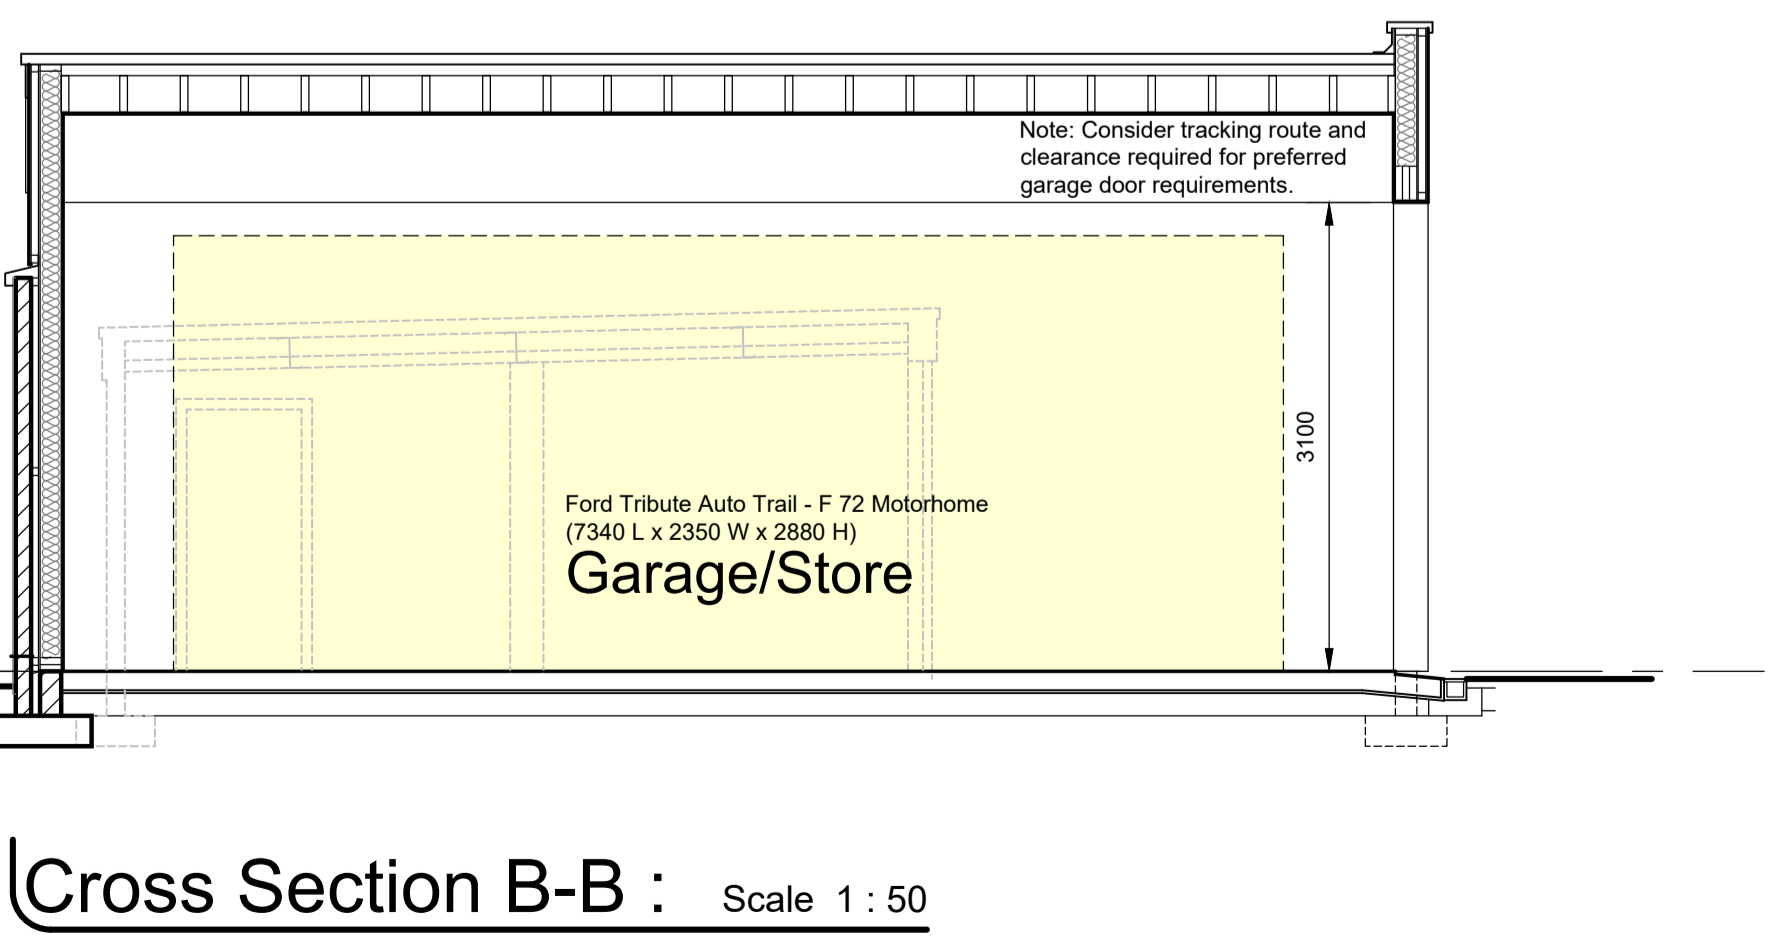 Note: Consider tracking route and
clearance required for preferred
garage door requirements.
3100
Ford Tribute Auto Trail - F 72 Motorhome
(7340 L x 2350 W x 2880 H)
Garage/Store
Cross Section B-B : Scale 1 : 50